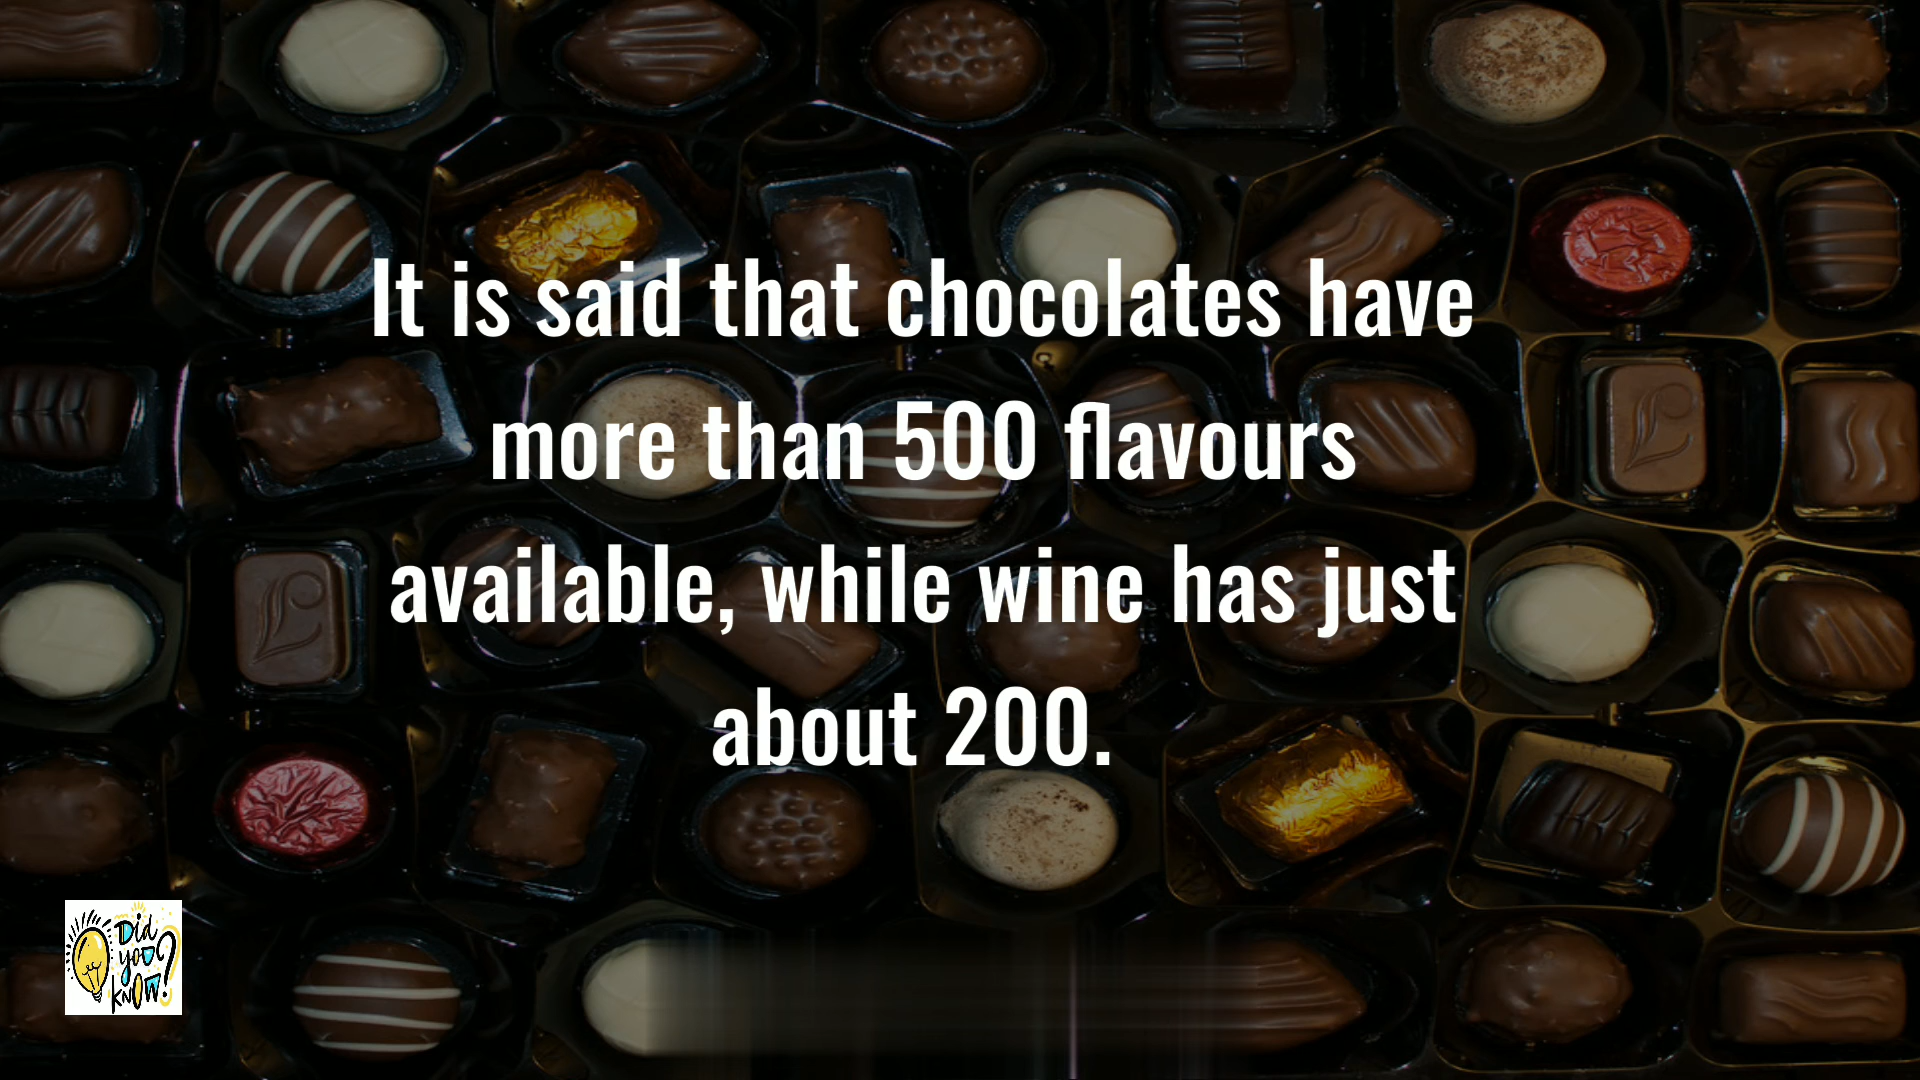 It is said that chocolates have
more than 500 flavours
available, while wine has just
about 200.
Did
you
know?